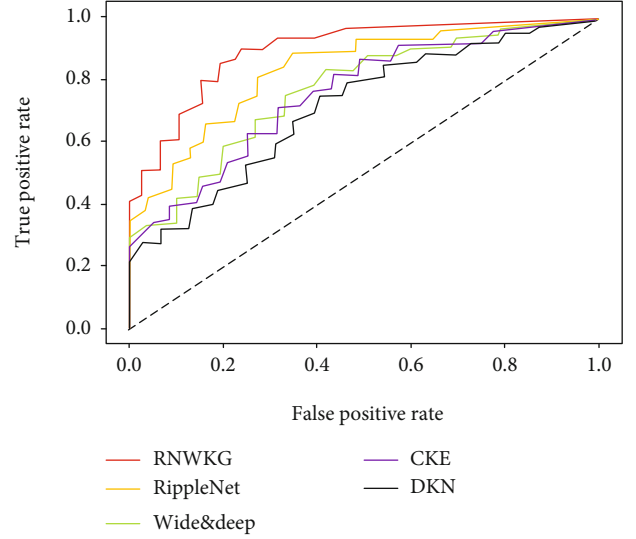 1.0
0.8
0.6
0.4
0.2
0.0
True positive rate
0.0 0.2 0.4 0.6 0.8 1.0
False positive rate
RNWKG
RippleNet
Wide&deep
CKE
DKN